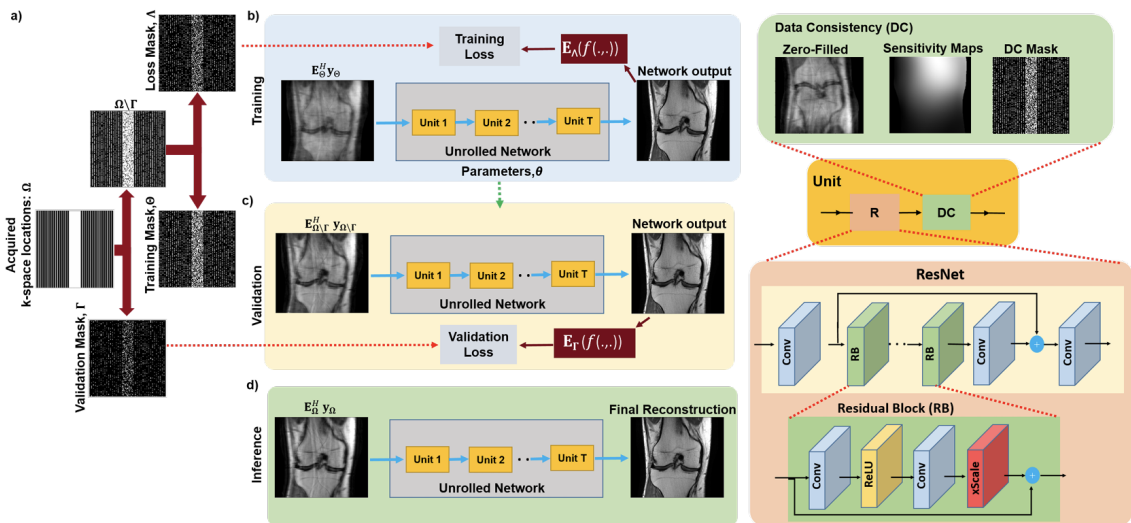 a)
Loss Mask, Λ
Ω\Γ
Acquired
k-space locations: Ω
Training Mask,Θ
Validation Mask, Γ
b)
Training
Training
Loss
E_Λ(f(.,.))
E_Θ^H y_Θ
Network output
Unit 1
Unit 2
Unit T
Unrolled Network
Parameters,θ
c)
Validation
E_Ω\Γ^H y_Ω\Γ
Network output
Unit 1
Unit 2
Unit T
Unrolled Network
Validation
Loss
E_Γ(f(.,.))
d)
Inference
E_Ω^H y_Ω
Final Reconstruction
Unit 1
Unit 2
Unit T
Unrolled Network
Data Consistency (DC)
Zero-Filled
Sensitivity Maps
DC Mask
Unit
R
DC
ResNet
Conv
RB
RB
Conv
+
Conv
Residual Block (RB)
Conv
ReLU
Conv
xScale
+